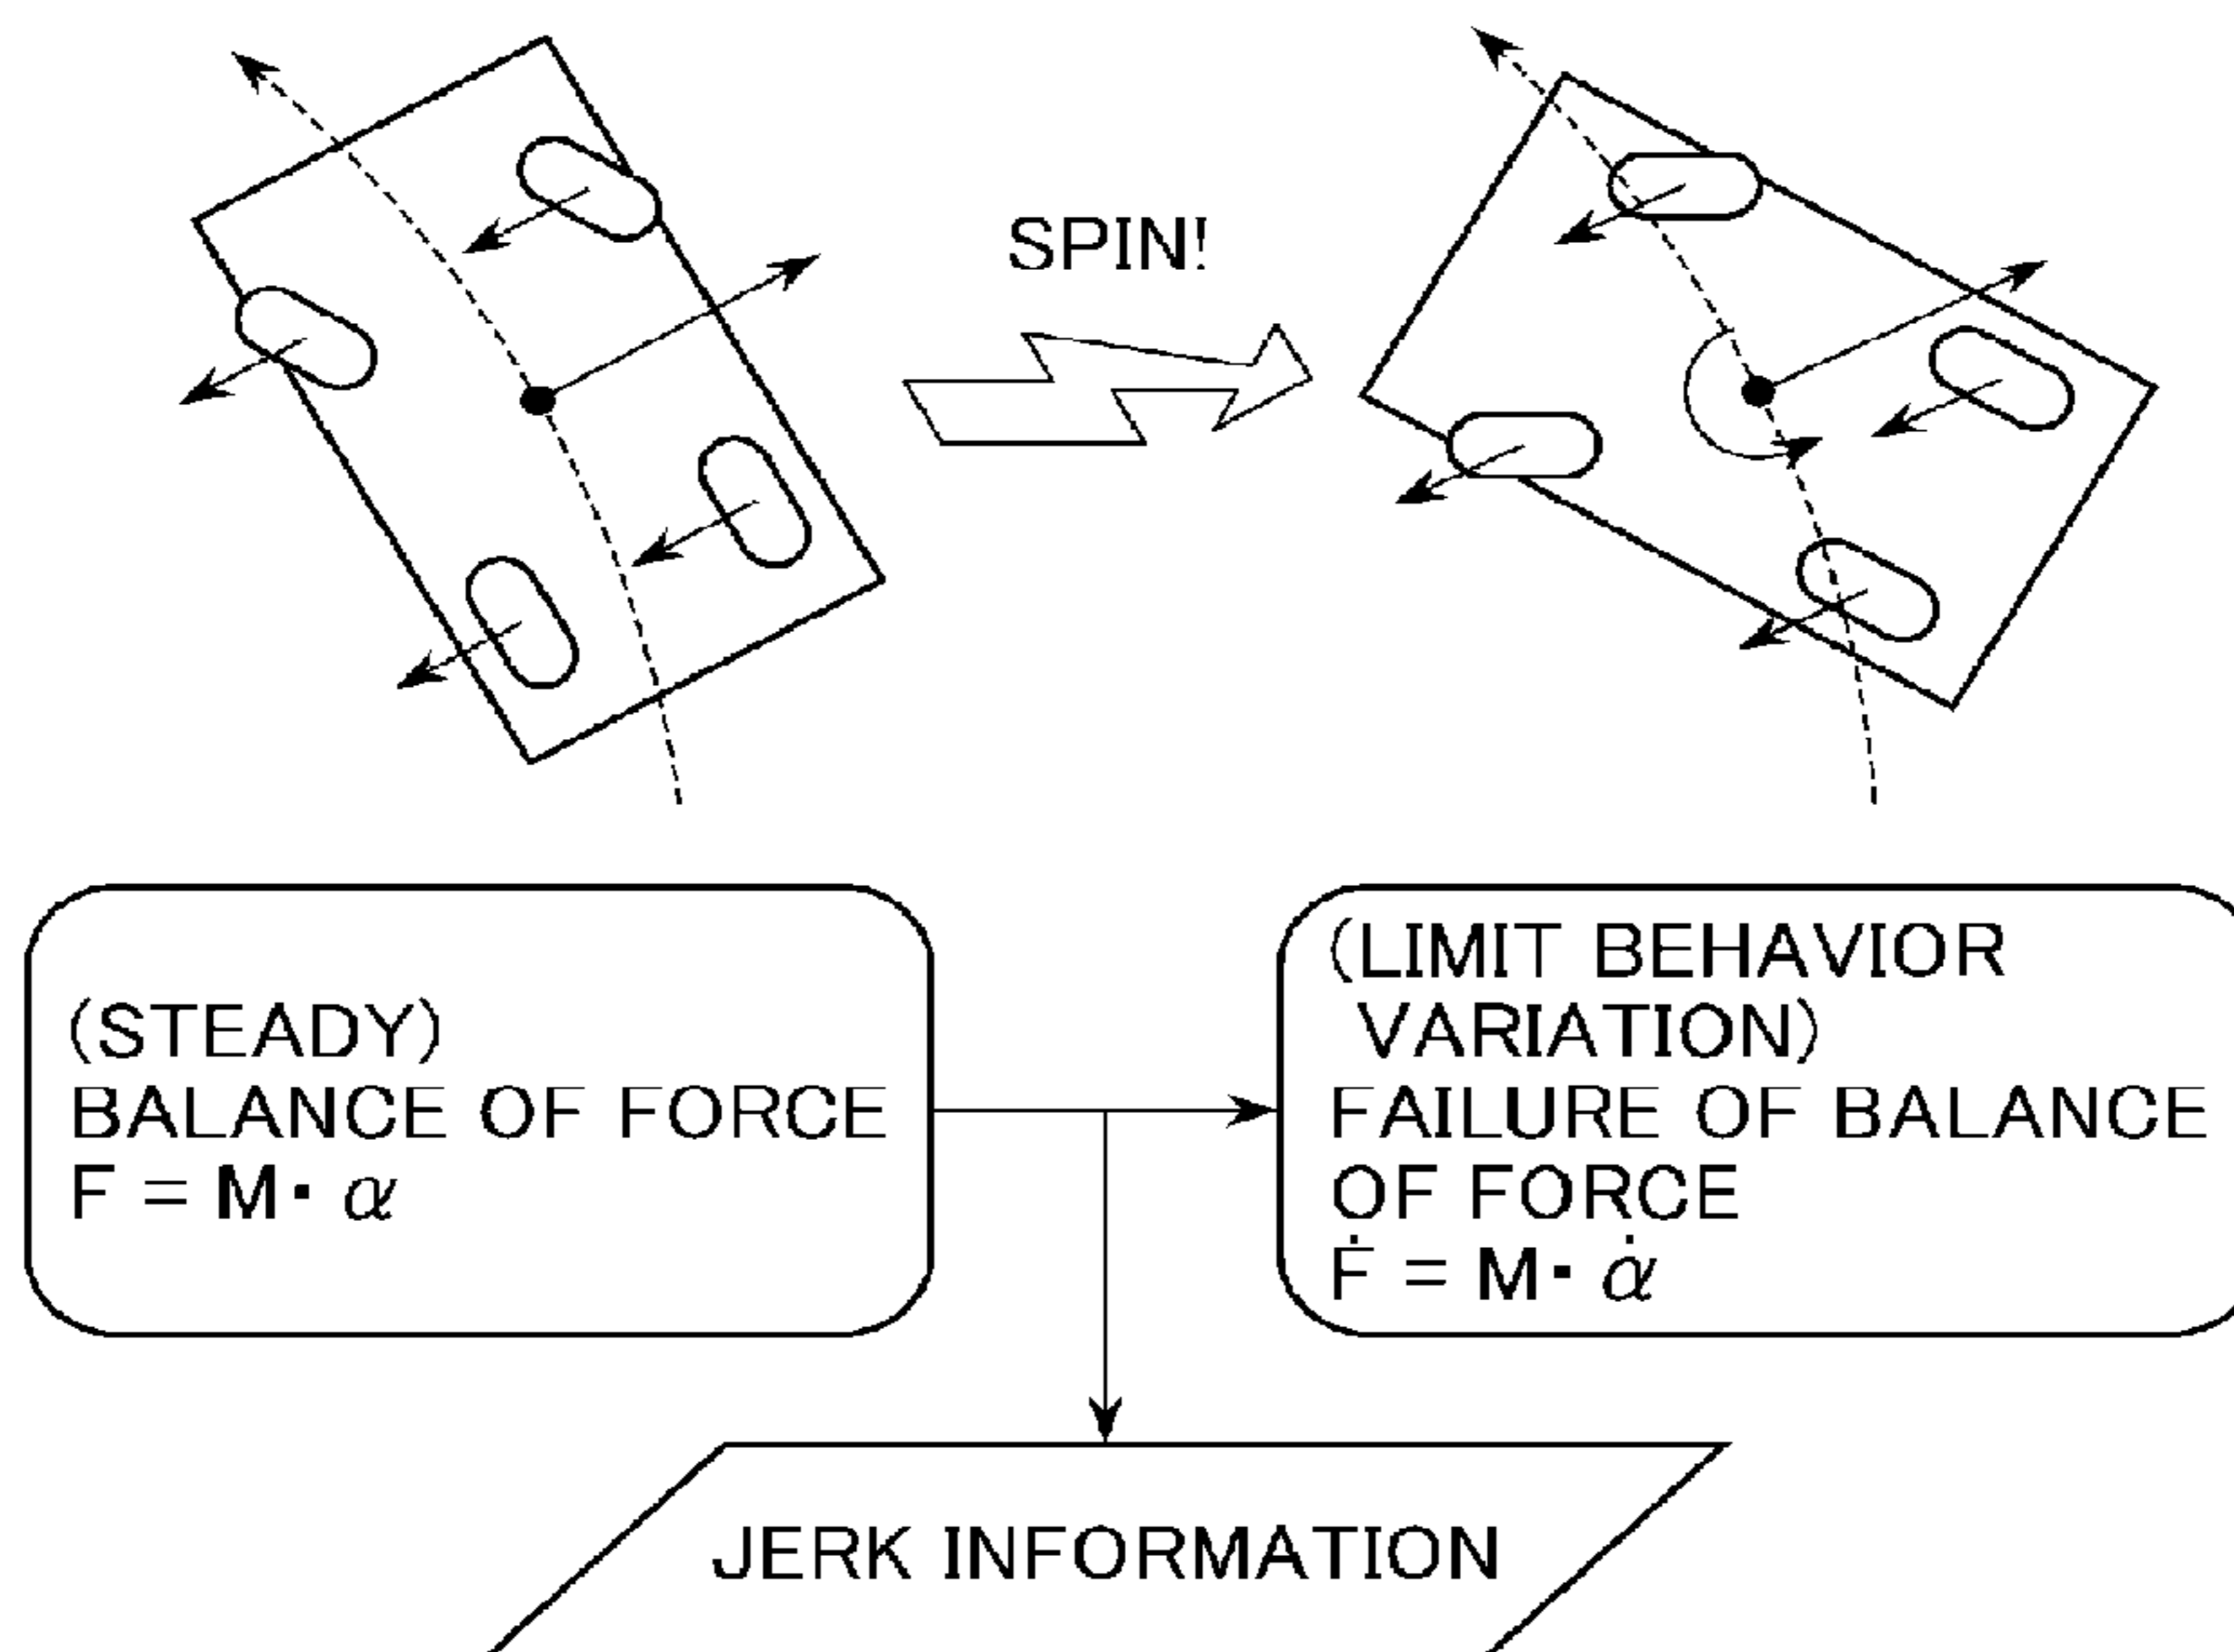 SPIN!
(STEADY)
BALANCE OF FORCE
F = M・α
(LIMIT BEHAVIOR
VARIATION)
FAILURE OF BALANCE
OF FORCE
Ḟ = M・α̇
JERK INFORMATION